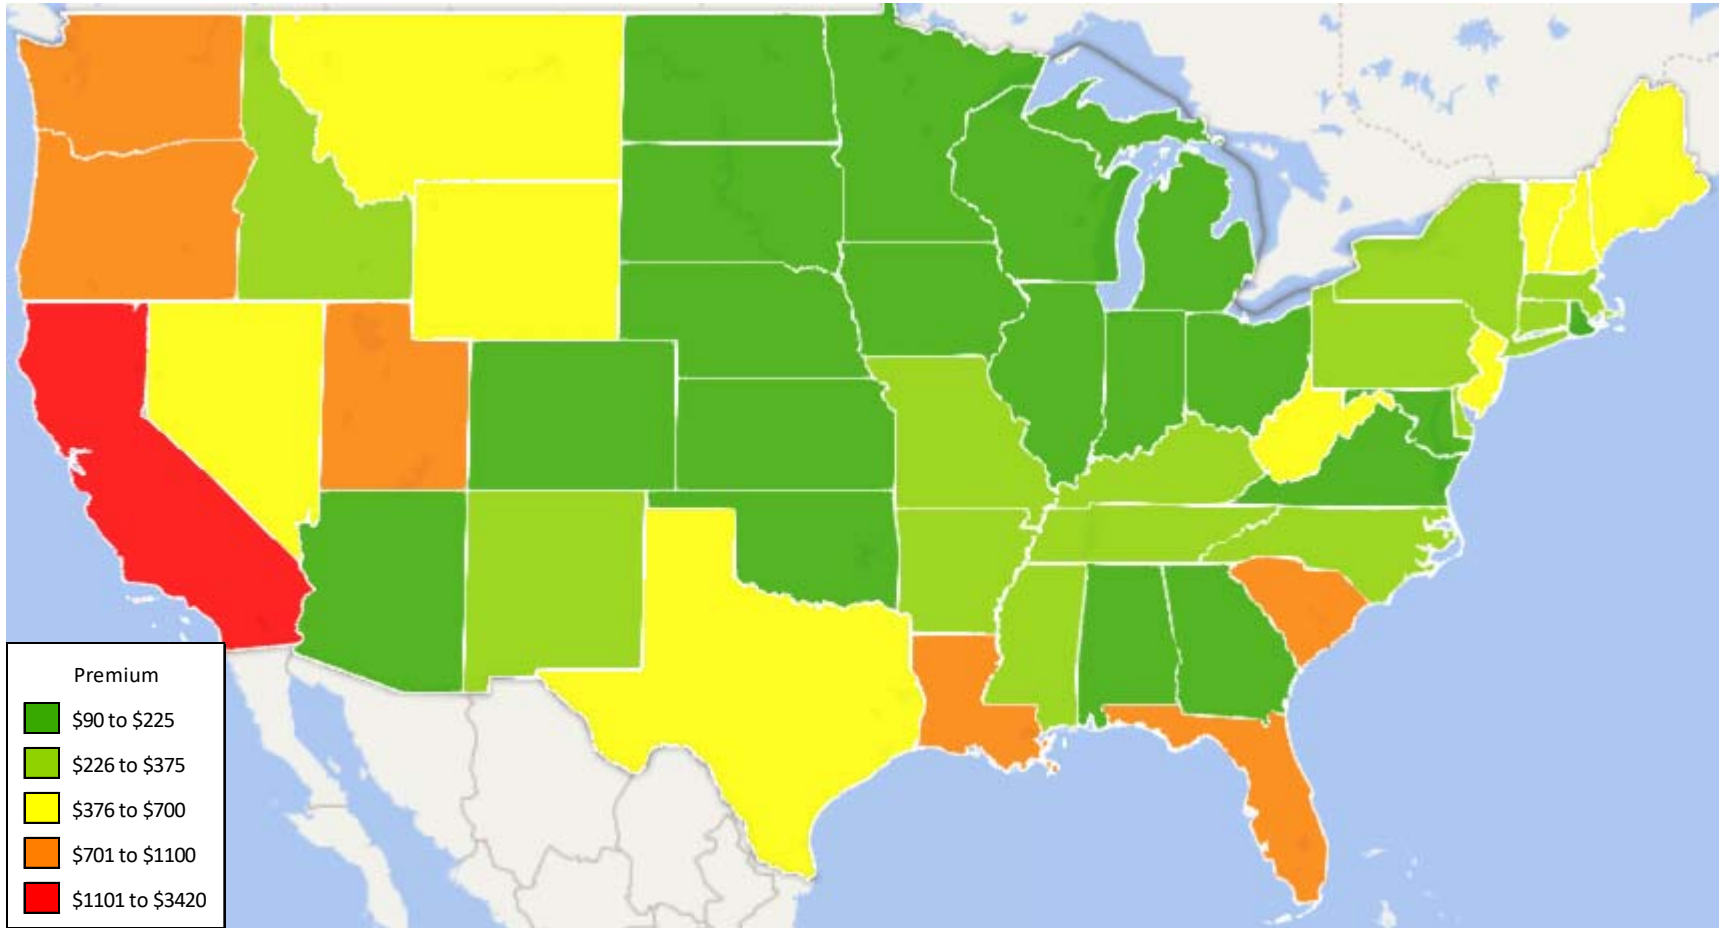 Premium
$90 to $225
$226 to $375
$376 to $700
$701 to $1100
$1101 to $3420